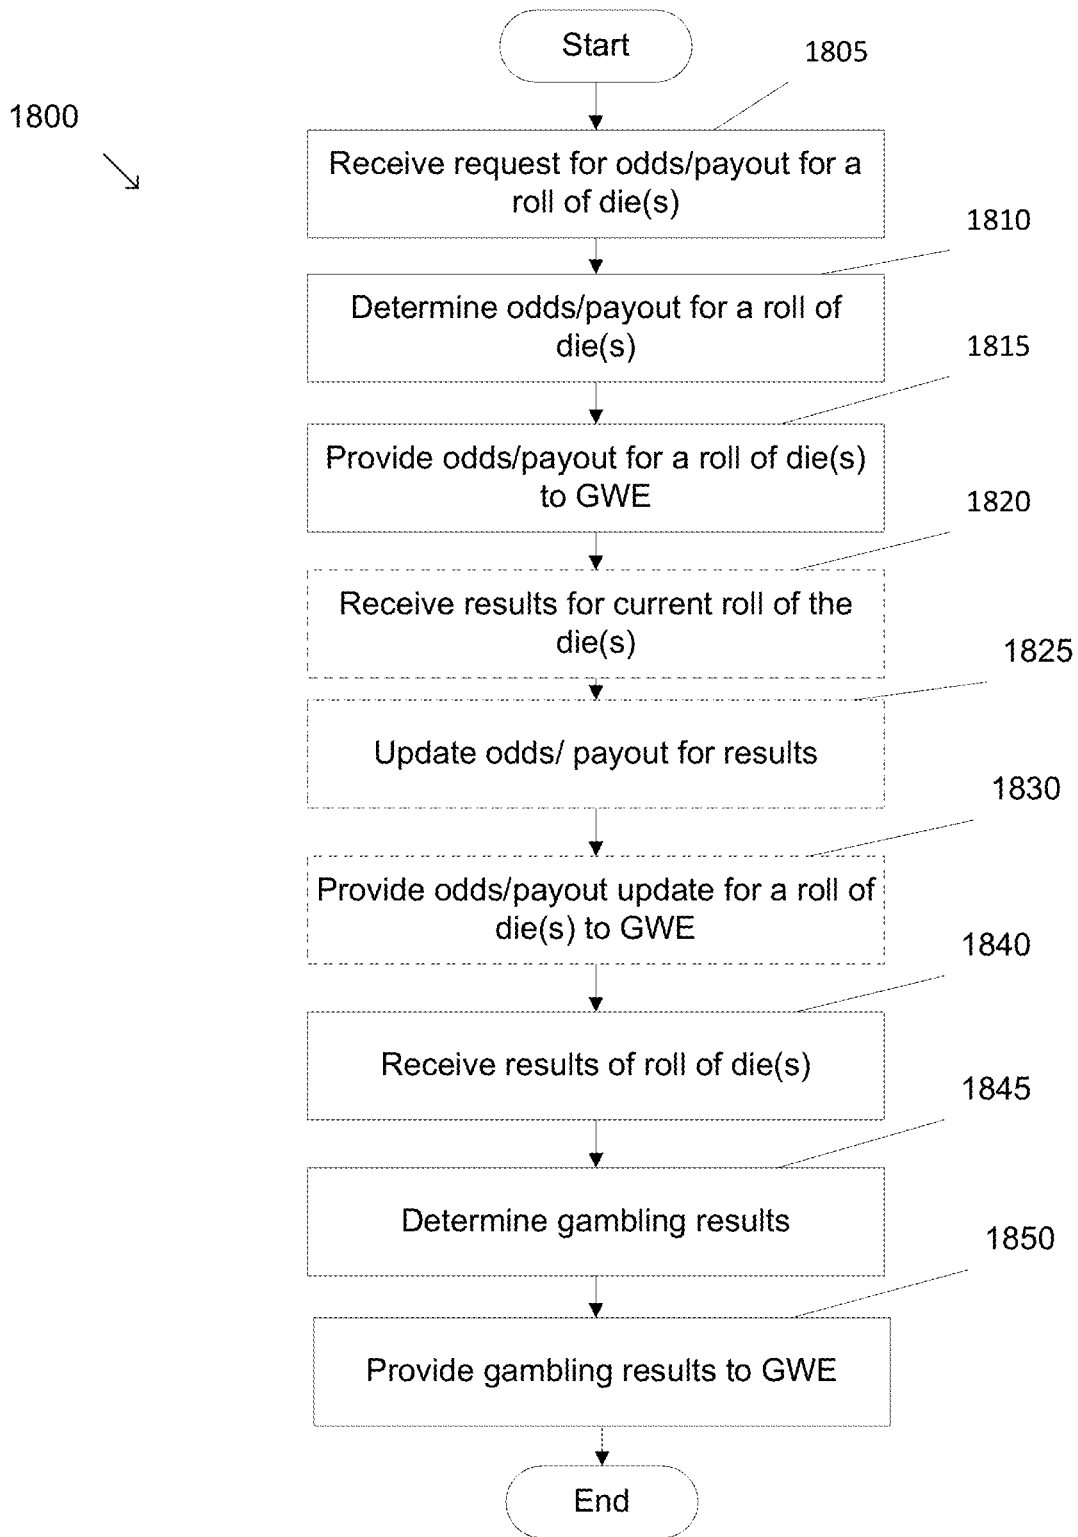 Start
1805
1800
Receive request for odds/payout for a
roll of die(s)
1810
Determine odds/payout for a roll of
die(s)
1815
Provide odds/payout for a roll of die(s)
to GWE
1820
Receive results for current roll of the
die(s)
1825
Update odds/ payout for results
1830
Provide odds/payout update for a roll of
die(s) to GWE
1840
Receive results of roll of die(s)
1845
Determine gambling results
1850
Provide gambling results to GWE
End